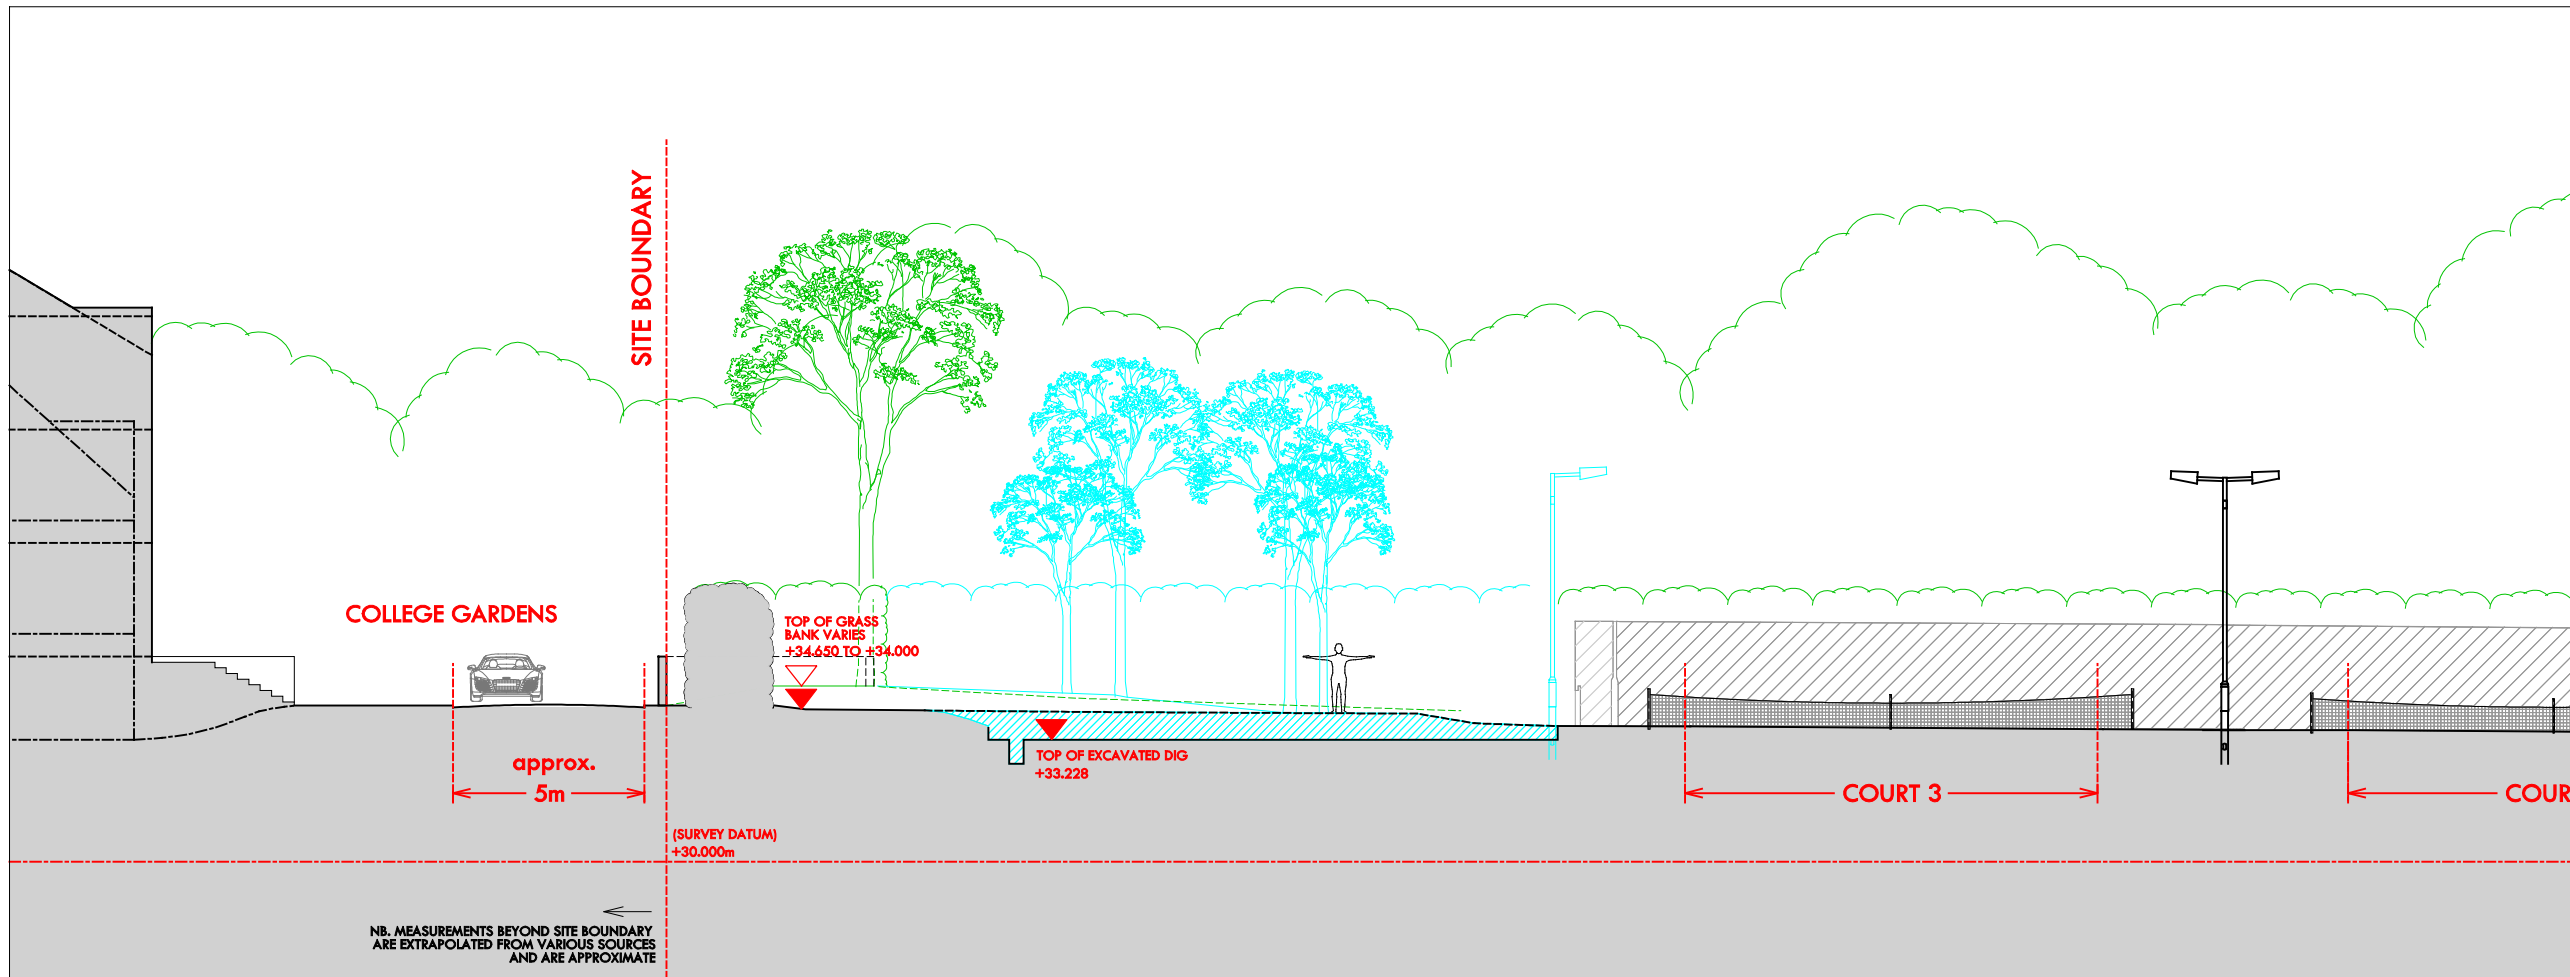 SITE BOUNDARY
COLLEGE GARDENS
TOP OF GRASS
BANK VARIES
+34.650 TO +34.000
TOP OF EXCAVATED DIG
+33.228
approx.
5m
COURT 3
COUR
(SURVEY DATUM)
+30.000m
NB. MEASUREMENTS BEYOND SITE BOUNDARY
ARE EXTRAPOLATED FROM VARIOUS SOURCES
AND ARE APPROXIMATE